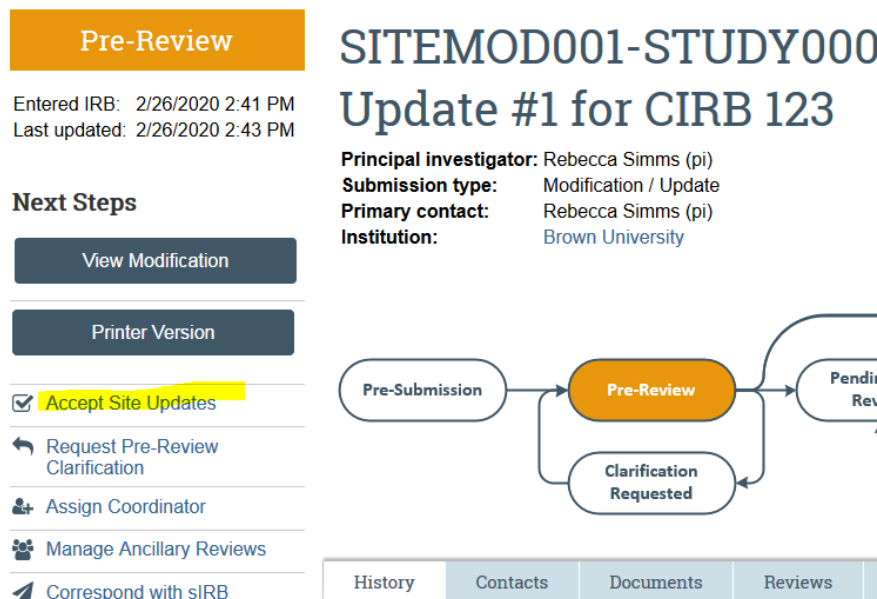 Pre-Review
Entered IRB: 2/26/2020 2:41 PM
Last updated: 2/26/2020 2:43 PM
Next Steps
View Modification
Printer Version
Accept Site Updates
Request Pre-Review
Clarification
Assign Coordinator
Manage Ancillary Reviews
Correspond with sIRB
SITEMOD001-STUDY000
Update #1 for CIRB 123
Principal investigator: Rebecca Simms (pi)
Submission type: Modification / Update
Primary contact: Rebecca Simms (pi)
Institution: Brown University
Pre-Submission
Pre-Review
Clarification
Requested
History Contacts Documents Reviews